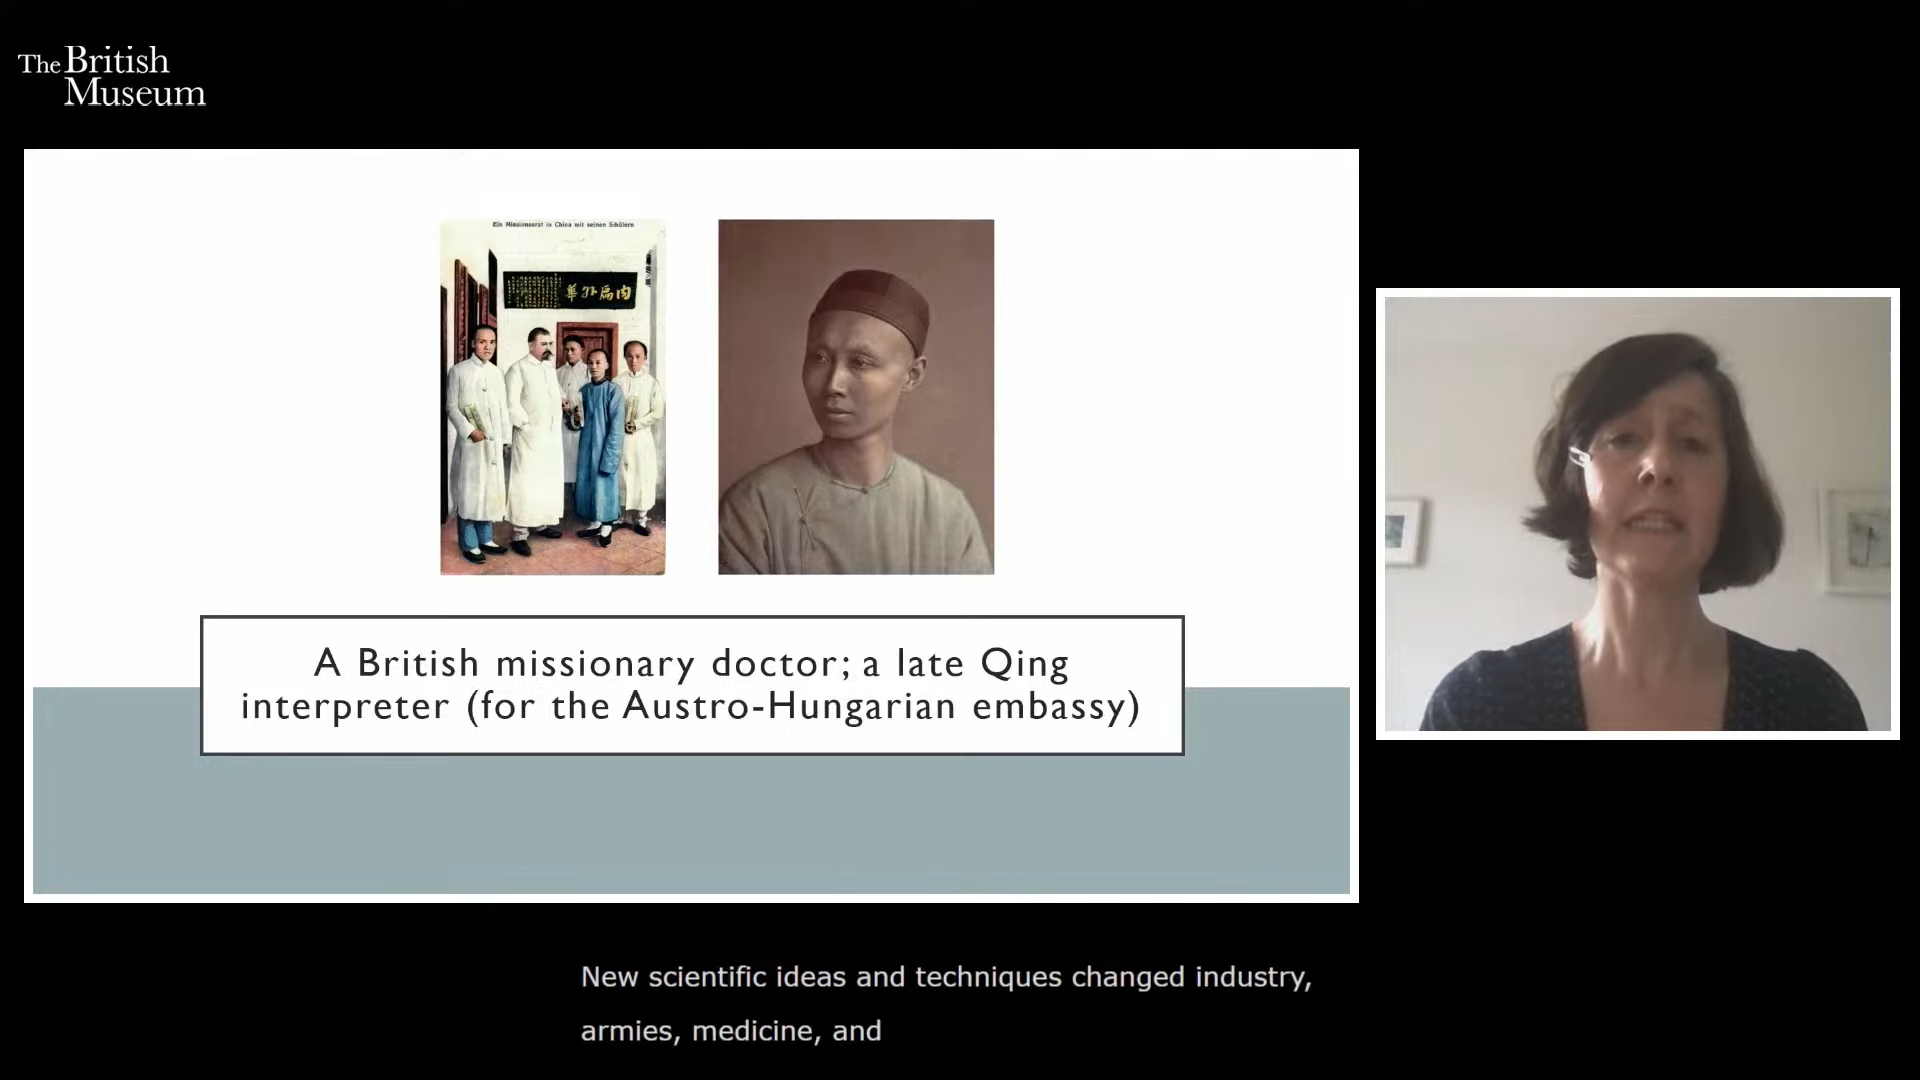 The British
Museum
Ein Missionsarzt in China mit seinen Schülern
A British missionary doctor; a late Qing
interpreter (for the Austro-Hungarian embassy)
New scientific ideas and techniques changed industry,
armies, medicine, and